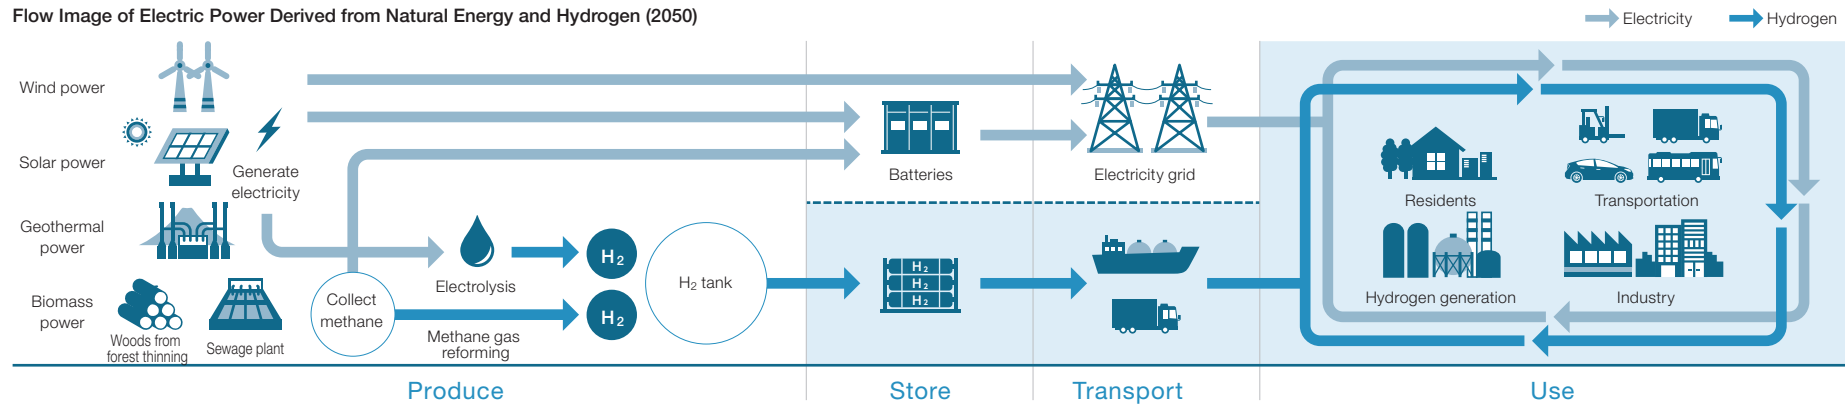 Flow Image of Electric Power Derived from Natural Energy and Hydrogen (2050)
Electricity
Hydrogen
Wind power
Solar power
Geothermal
power
Biomass
power
Generate
electricity
Woods from
forest thinning
Sewage plant
Collect
methane
Electrolysis
Methane gas
reforming
H₂
H₂
H₂ tank
Batteries
H₂
H₂
H₂
Electricity grid
Residents
Transportation
Hydrogen generation
Industry
Produce
Store
Transport
Use